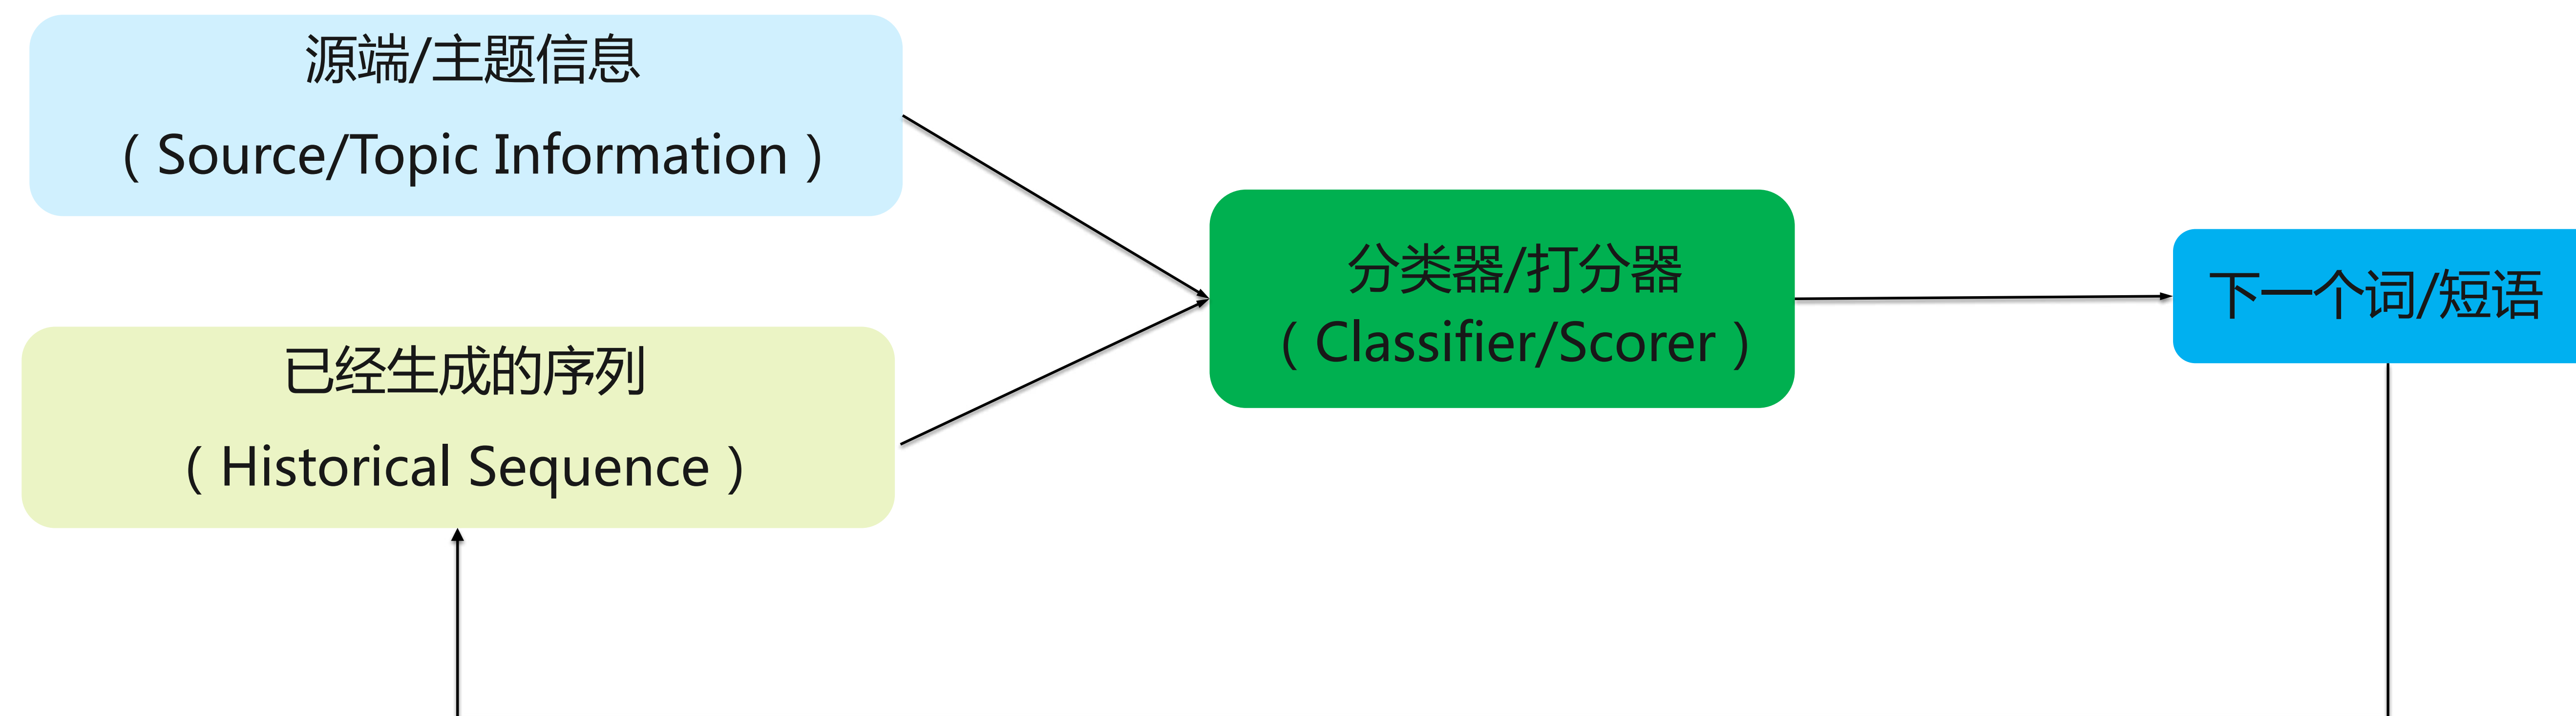 源端/主题信息
（ Source/Topic Information ）
已经生成的序列
（ Historical Sequence ）
分类器/打分器
（ Classifier/Scorer ）
下一个词/短语